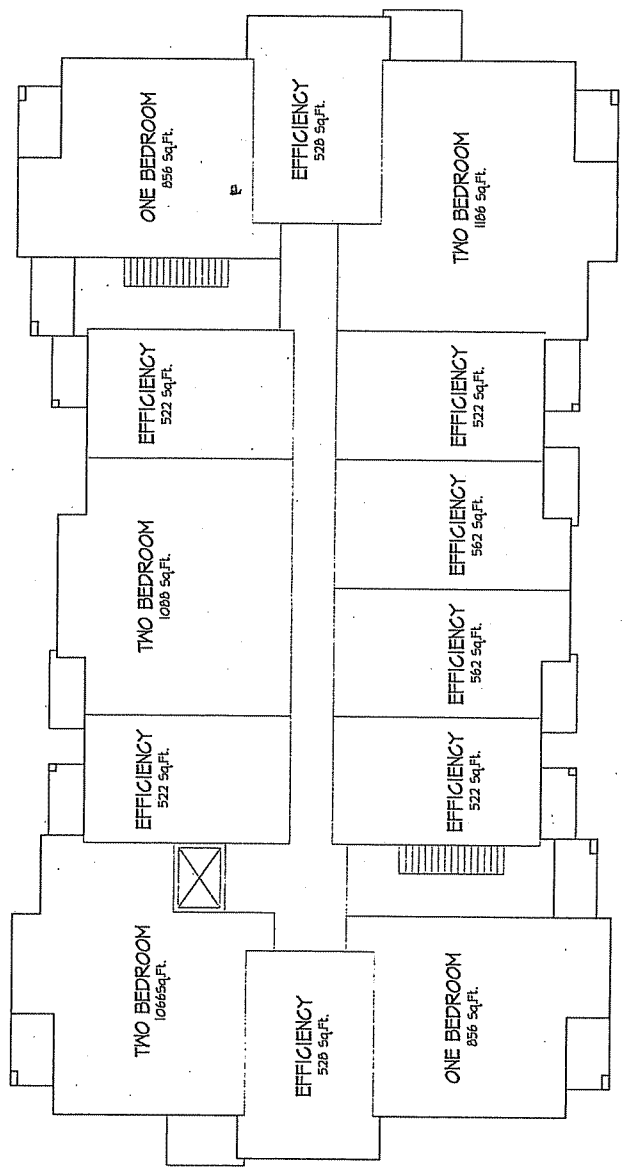 ONE BEDROOM
856 Sq.Ft.
EFFICIENCY
528 Sq.Ft.
TWO BEDROOM
1186 Sq.Ft.
EFFICIENCY
522 Sq.Ft.
EFFICIENCY
522 Sq.Ft.
TWO BEDROOM
1088 Sq.Ft.
EFFICIENCY
562 Sq.Ft.
EFFICIENCY
562 Sq.Ft.
EFFICIENCY
522 Sq.Ft.
EFFICIENCY
522 Sq.Ft.
TWO BEDROOM
1066Sq.Ft.
EFFICIENCY
528 Sq.Ft.
ONE BEDROOM
856 Sq.Ft.